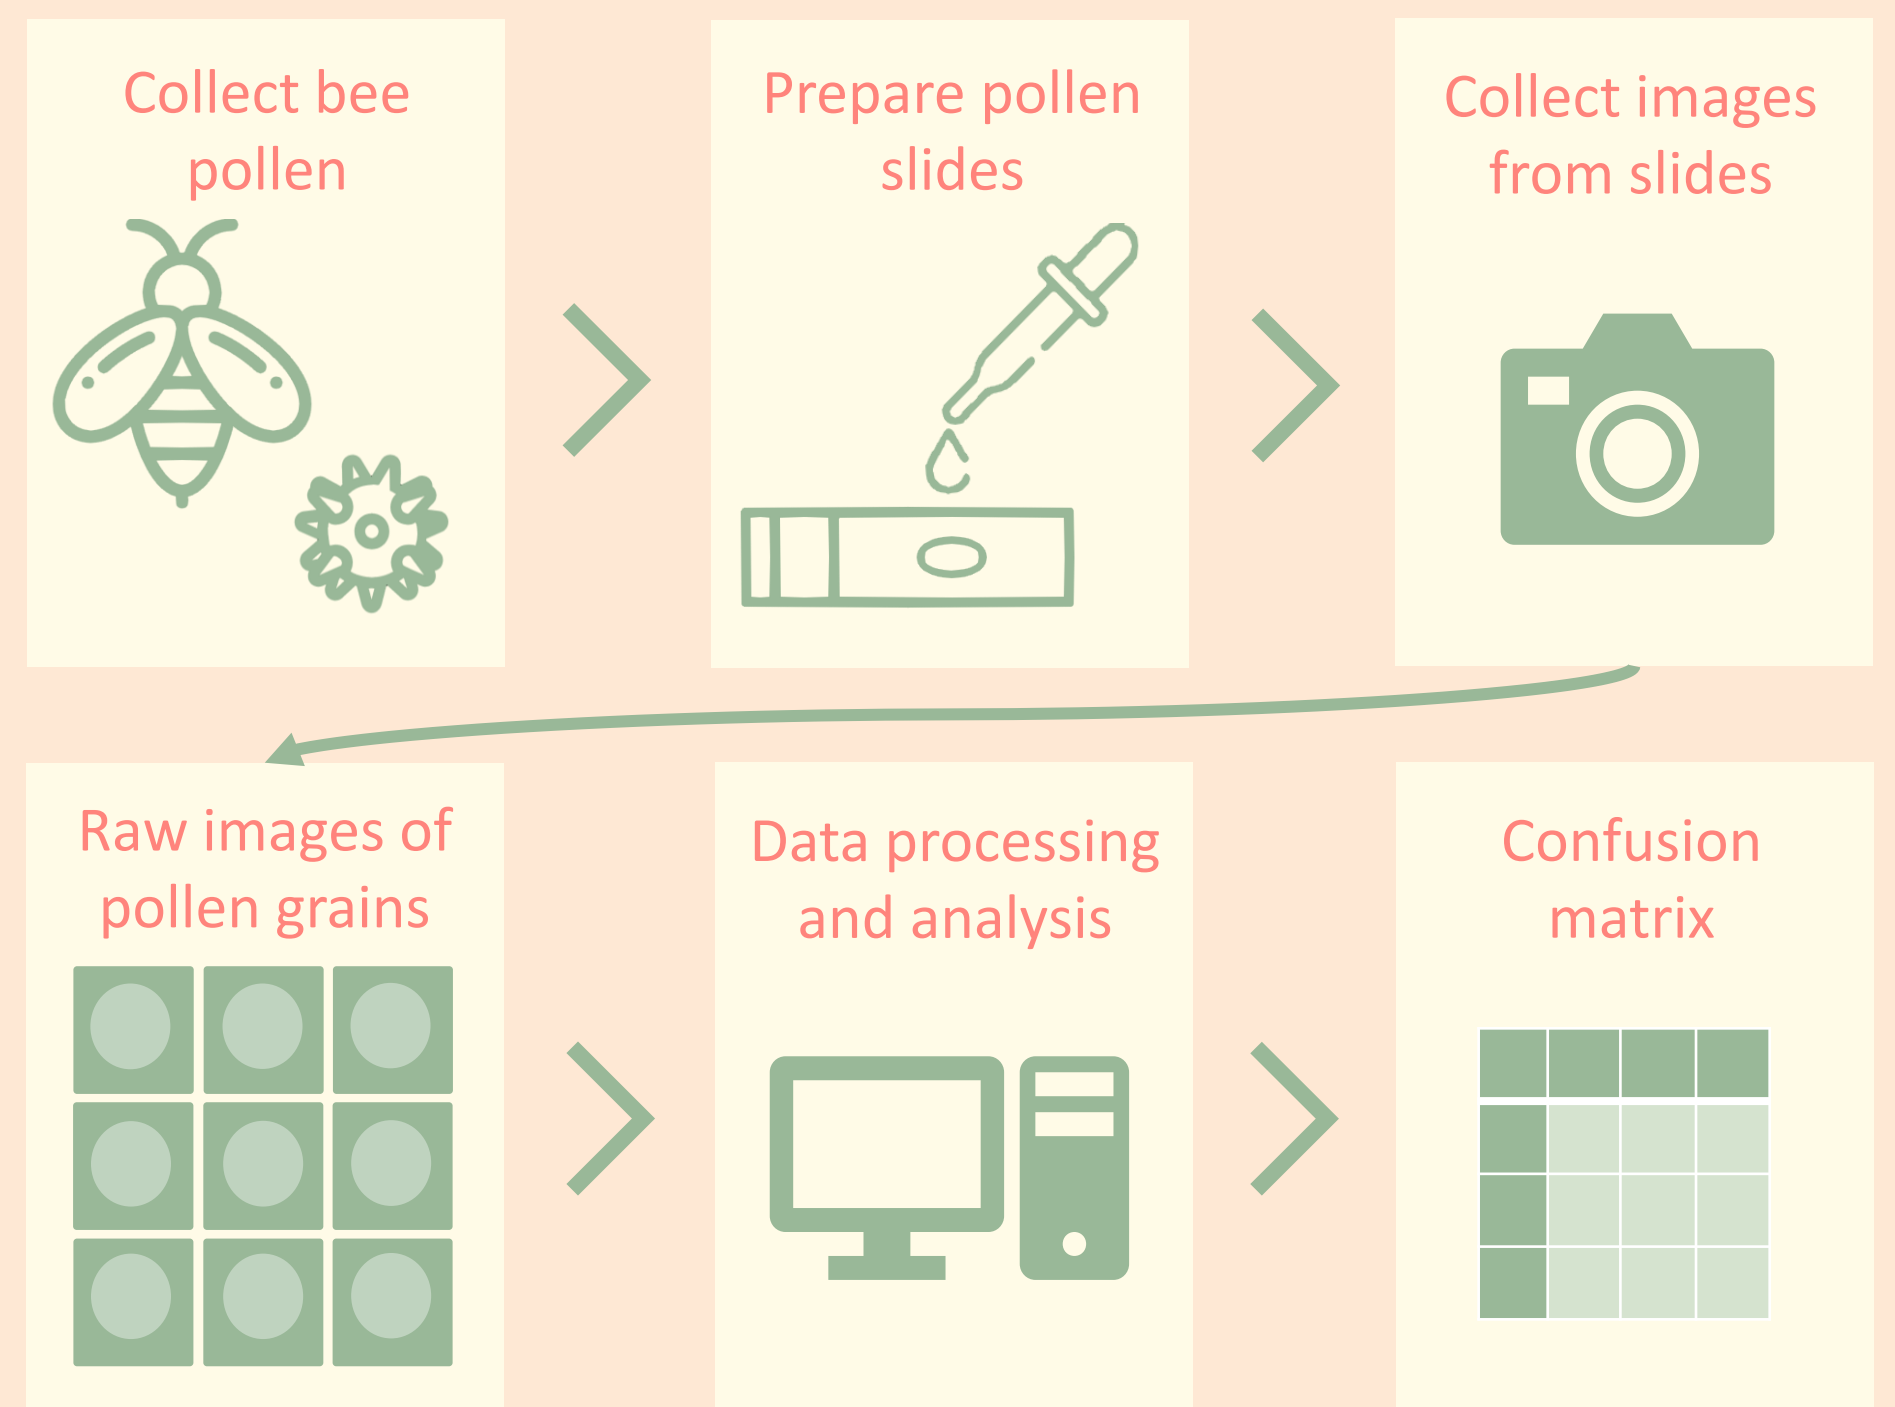 Collect bee
pollen
Prepare pollen
slides
Collect images
from slides
Raw images of
pollen grains
Data processing
and analysis
Confusion
matrix